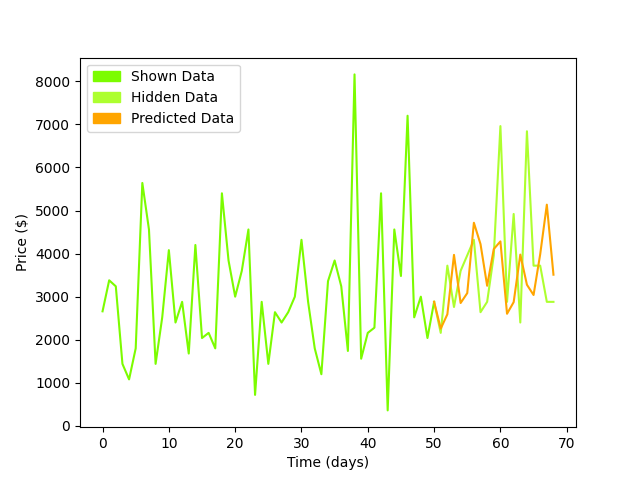 Shown Data
Hidden Data
Predicted Data
8000
7000
6000
5000
4000
3000
2000
1000
0
Price ($)
0 10 20 30 40 50 60 70
Time (days)